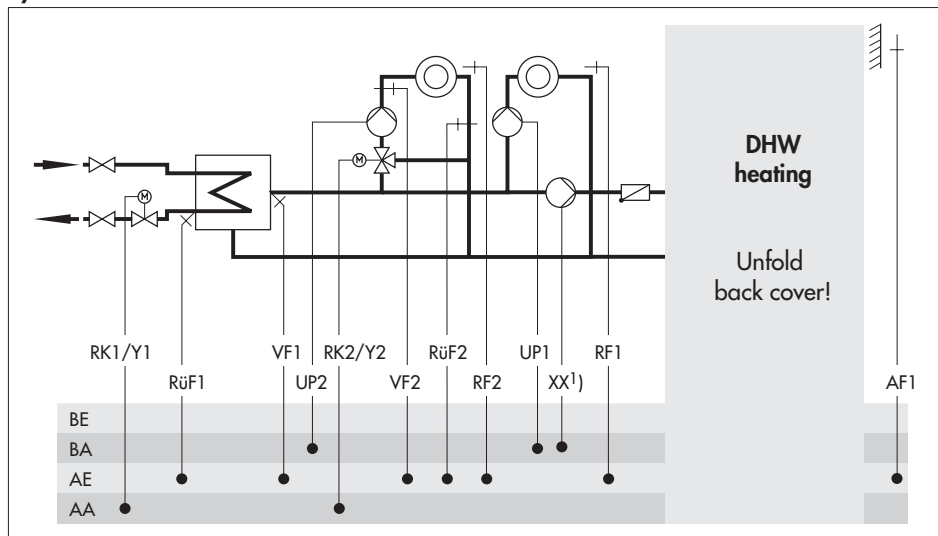 DHW
heating
Unfold
back cover!
M
M
RK1/Y1
VF1
RK2/Y2
RüF2
UP1
RF1
RüF1
UP2
VF2
RF2
XX1)
AF1
BE
BA
AE
AA